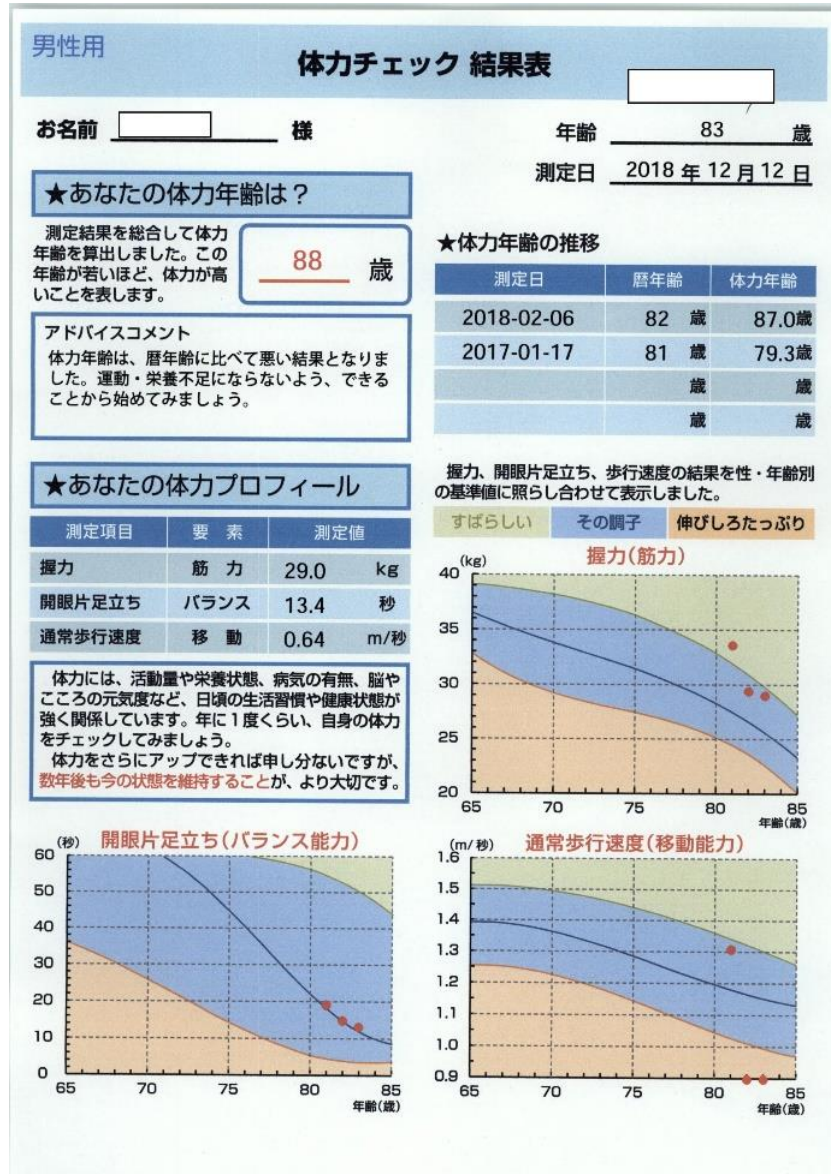 男性用
体力チェック 結果表
お名前 様
年齢 83 歳
測定日 2018 年 12 月 12 日
★あなたの体力年齢は？
測定結果を総合して体力
年齢を算出しました。この
年齢が若いほど、体力が高
いことを表します。
88 歳
アドバイスコメント
体力年齢は、暦年齢に比べて悪い結果となりま
した。運動・栄養不足にならないよう、できる
ことから始めてみましょう。
★体力年齢の推移
測定日 暦年齢 体力年齢
2018-02-06 82 歳 87.0歳
2017-01-17 81 歳 79.3歳
歳 歳
歳 歳
★あなたの体力プロフィール
測定項目 要 素 測定値
握力 筋 力 29.0 kg
開眼片足立ち バランス 13.4 秒
通常歩行速度 移 動 0.64 m/秒
体力には、活動量や栄養状態、病気の有無、脳や
こころの元気度など、日頃の生活習慣や健康状態が
強く関係しています。年に1度くらい、自身の体力
をチェックしてみましょう。
体力をさらにアップできれば申し分ないですが、
数年後も今の状態を維持することが、より大切です。
握力、開眼片足立ち、歩行速度の結果を性・年齢別
の基準値に照らし合わせて表示しました。
すばらしい その調子 伸びしろたっぷり
(kg) 握力(筋力)
40
35
30
25
20
65 70 75 80 85
年齢(歳)
(秒) 開眼片足立ち(バランス能力)
60
50
40
30
20
10
0
65 70 75 80 85
年齢(歳)
(m/秒) 通常歩行速度(移動能力)
1.6
1.5
1.4
1.3
1.2
1.1
1.0
0.9
65 70 75 80 85
年齢(歳)